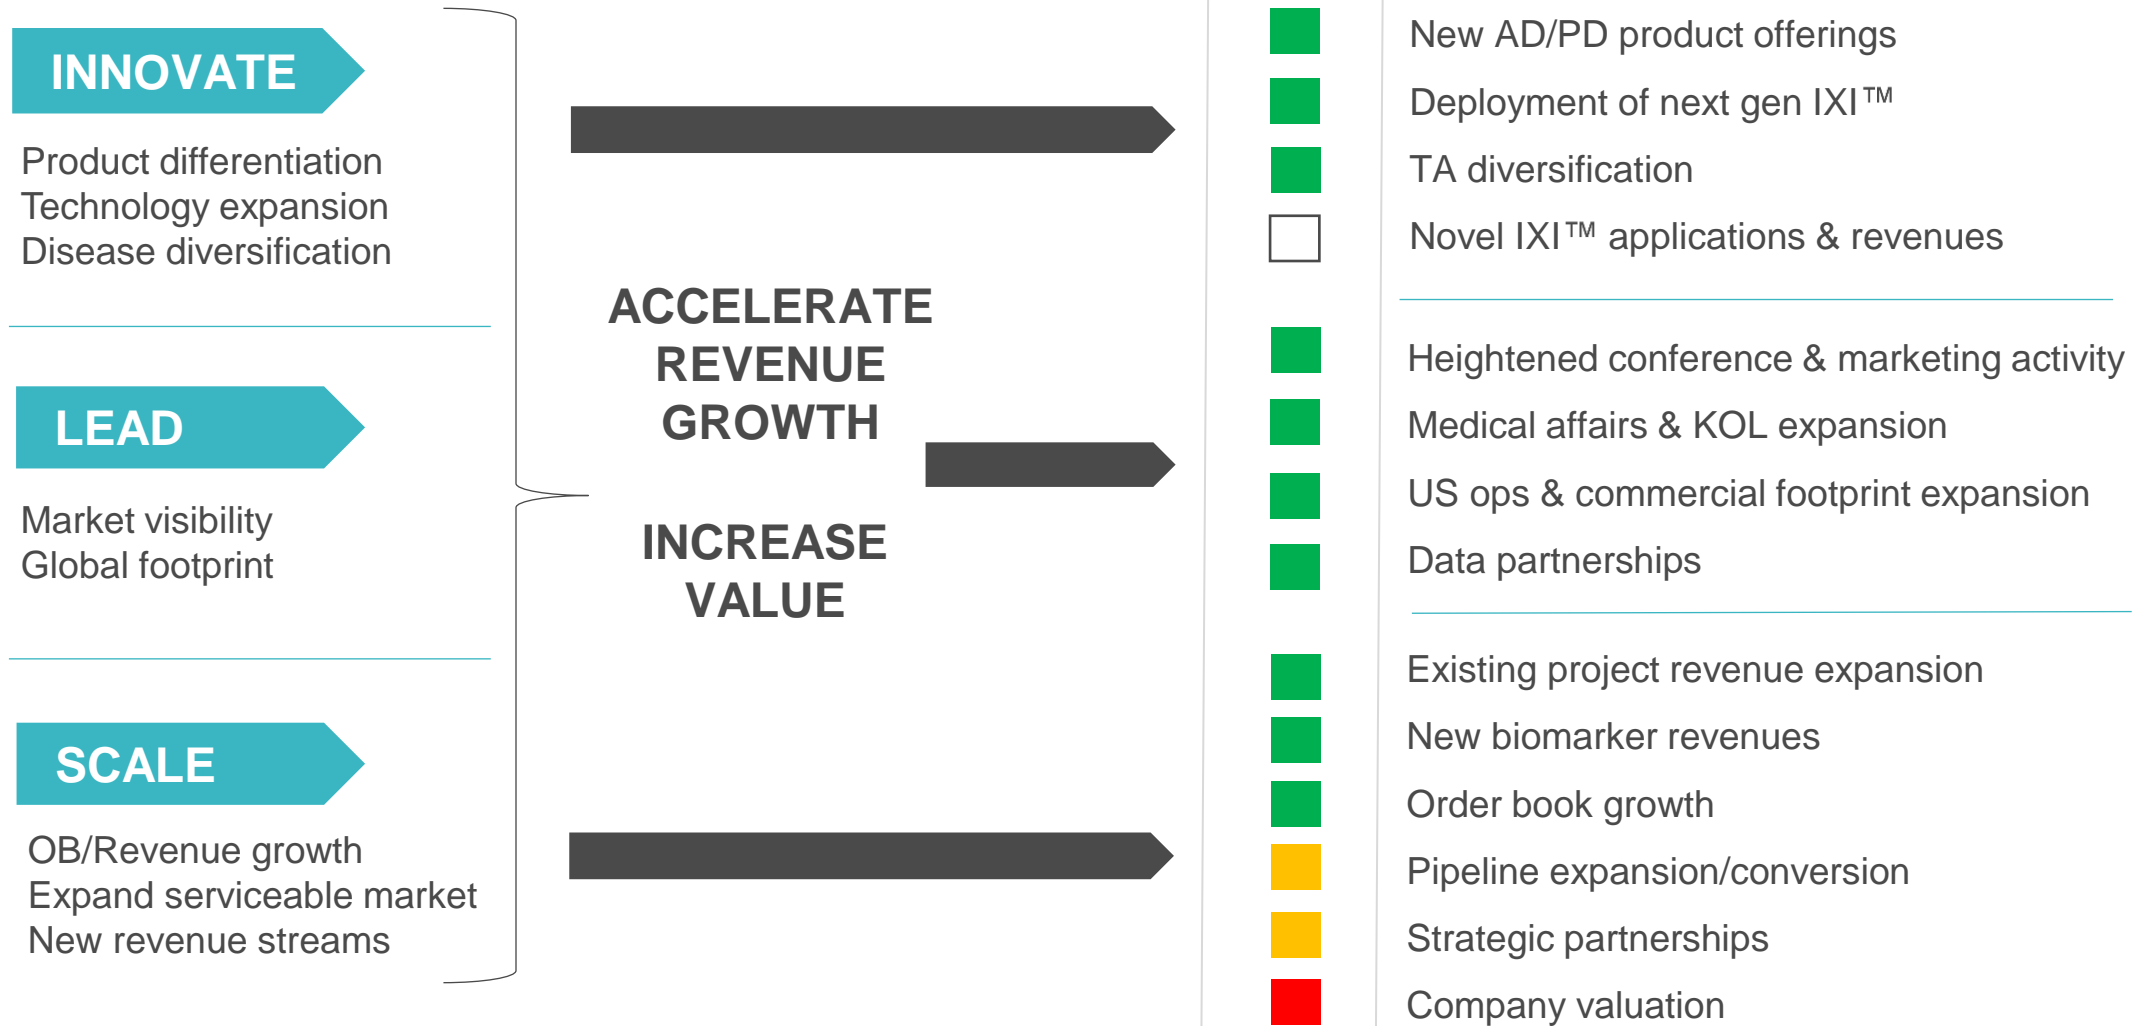 INNOVATE
Product differentiation
Technology expansion
Disease diversification
LEAD
Market visibility
Global footprint
SCALE
OB/Revenue growth
Expand serviceable market
New revenue streams
ACCELERATE
REVENUE
GROWTH
INCREASE
VALUE
New AD/PD product offerings
Deployment of next gen IXI™
TA diversification
Novel IXI™ applications & revenues
Heightened conference & marketing activity
Medical affairs & KOL expansion
US ops & commercial footprint expansion
Data partnerships
Existing project revenue expansion
New biomarker revenues
Order book growth
Pipeline expansion/conversion
Strategic partnerships
Company valuation